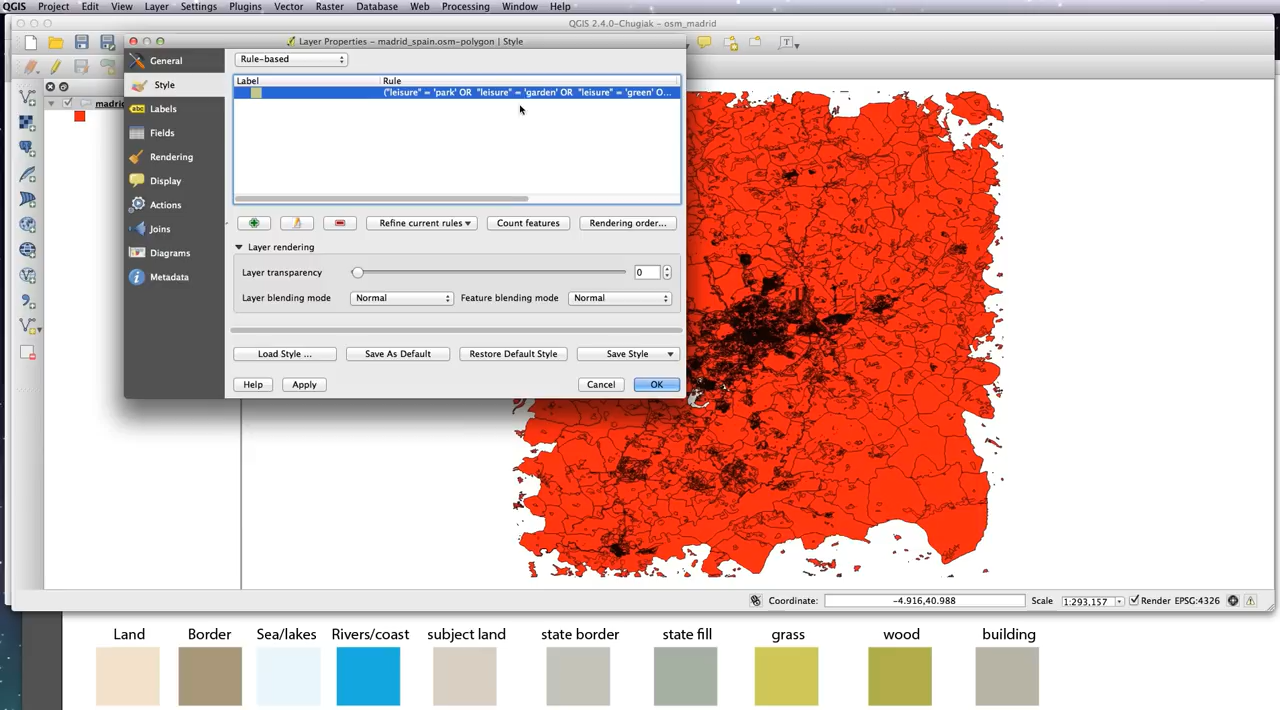 QGIS Project Edit View Layer Settings Plugins Vector Raster Database Web Processing Window Help
QGIS 2.4.0-Chugiak - osm_madrid
Layer Properties - madrid_spain.osm-polygon | Style
General
Style
Labels
Fields
Rendering
Display
Actions
Joins
Diagrams
Metadata
Rule-based
Label Rule
("leisure" = 'park' OR "leisure" = 'garden' OR "leisure" = 'green' O...
Refine current rules Count features Rendering order...
Layer rendering
Layer transparency 0
Layer blending mode Normal Feature blending mode Normal
Load Style ... Save As Default Restore Default Style Save Style
Help Apply Cancel OK
madrid
abc
T
Coordinate: -4.916,40.988 Scale 1:293,157 Render EPSG:4326
Land Border Sea/lakes Rivers/coast subject land state border state fill grass wood building